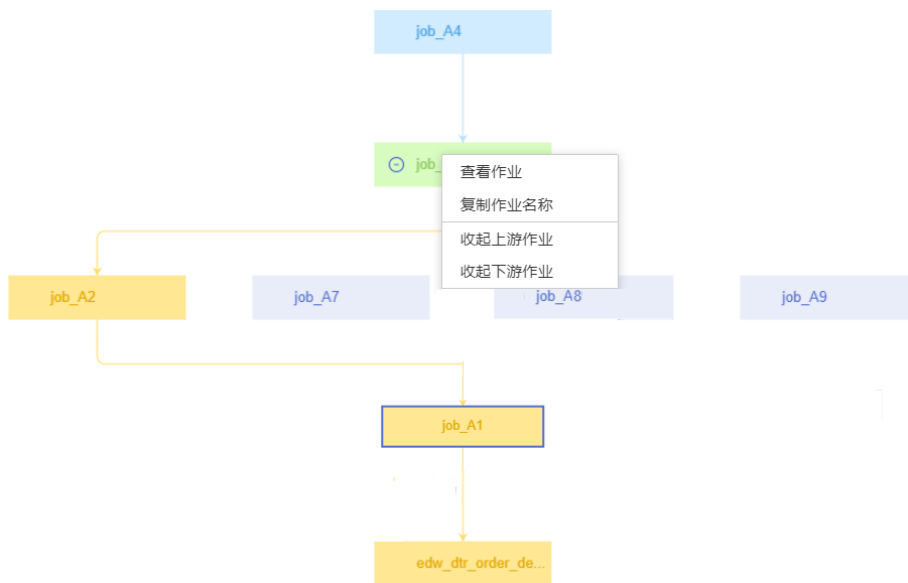 job_A4
job_
查看作业
复制作业名称
收起上游作业
收起下游作业
job_A2
job_A7
job_A8
job_A9
job_A1
edw_dtr_order_de...